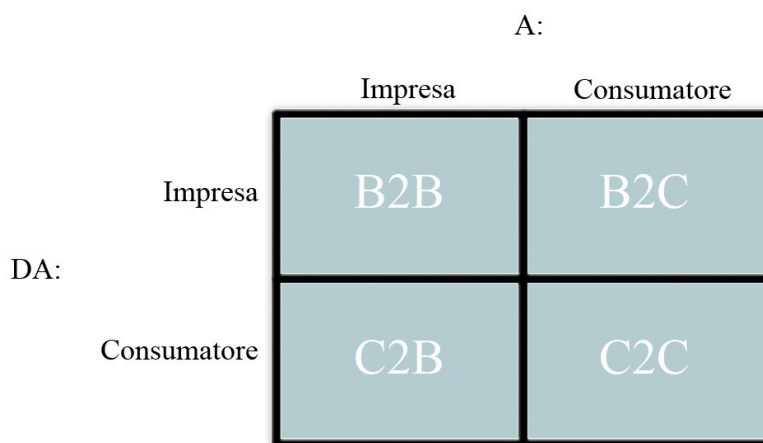 A:
Impresa Consumatore
Impresa B2B B2C
DA:
Consumatore C2B C2C